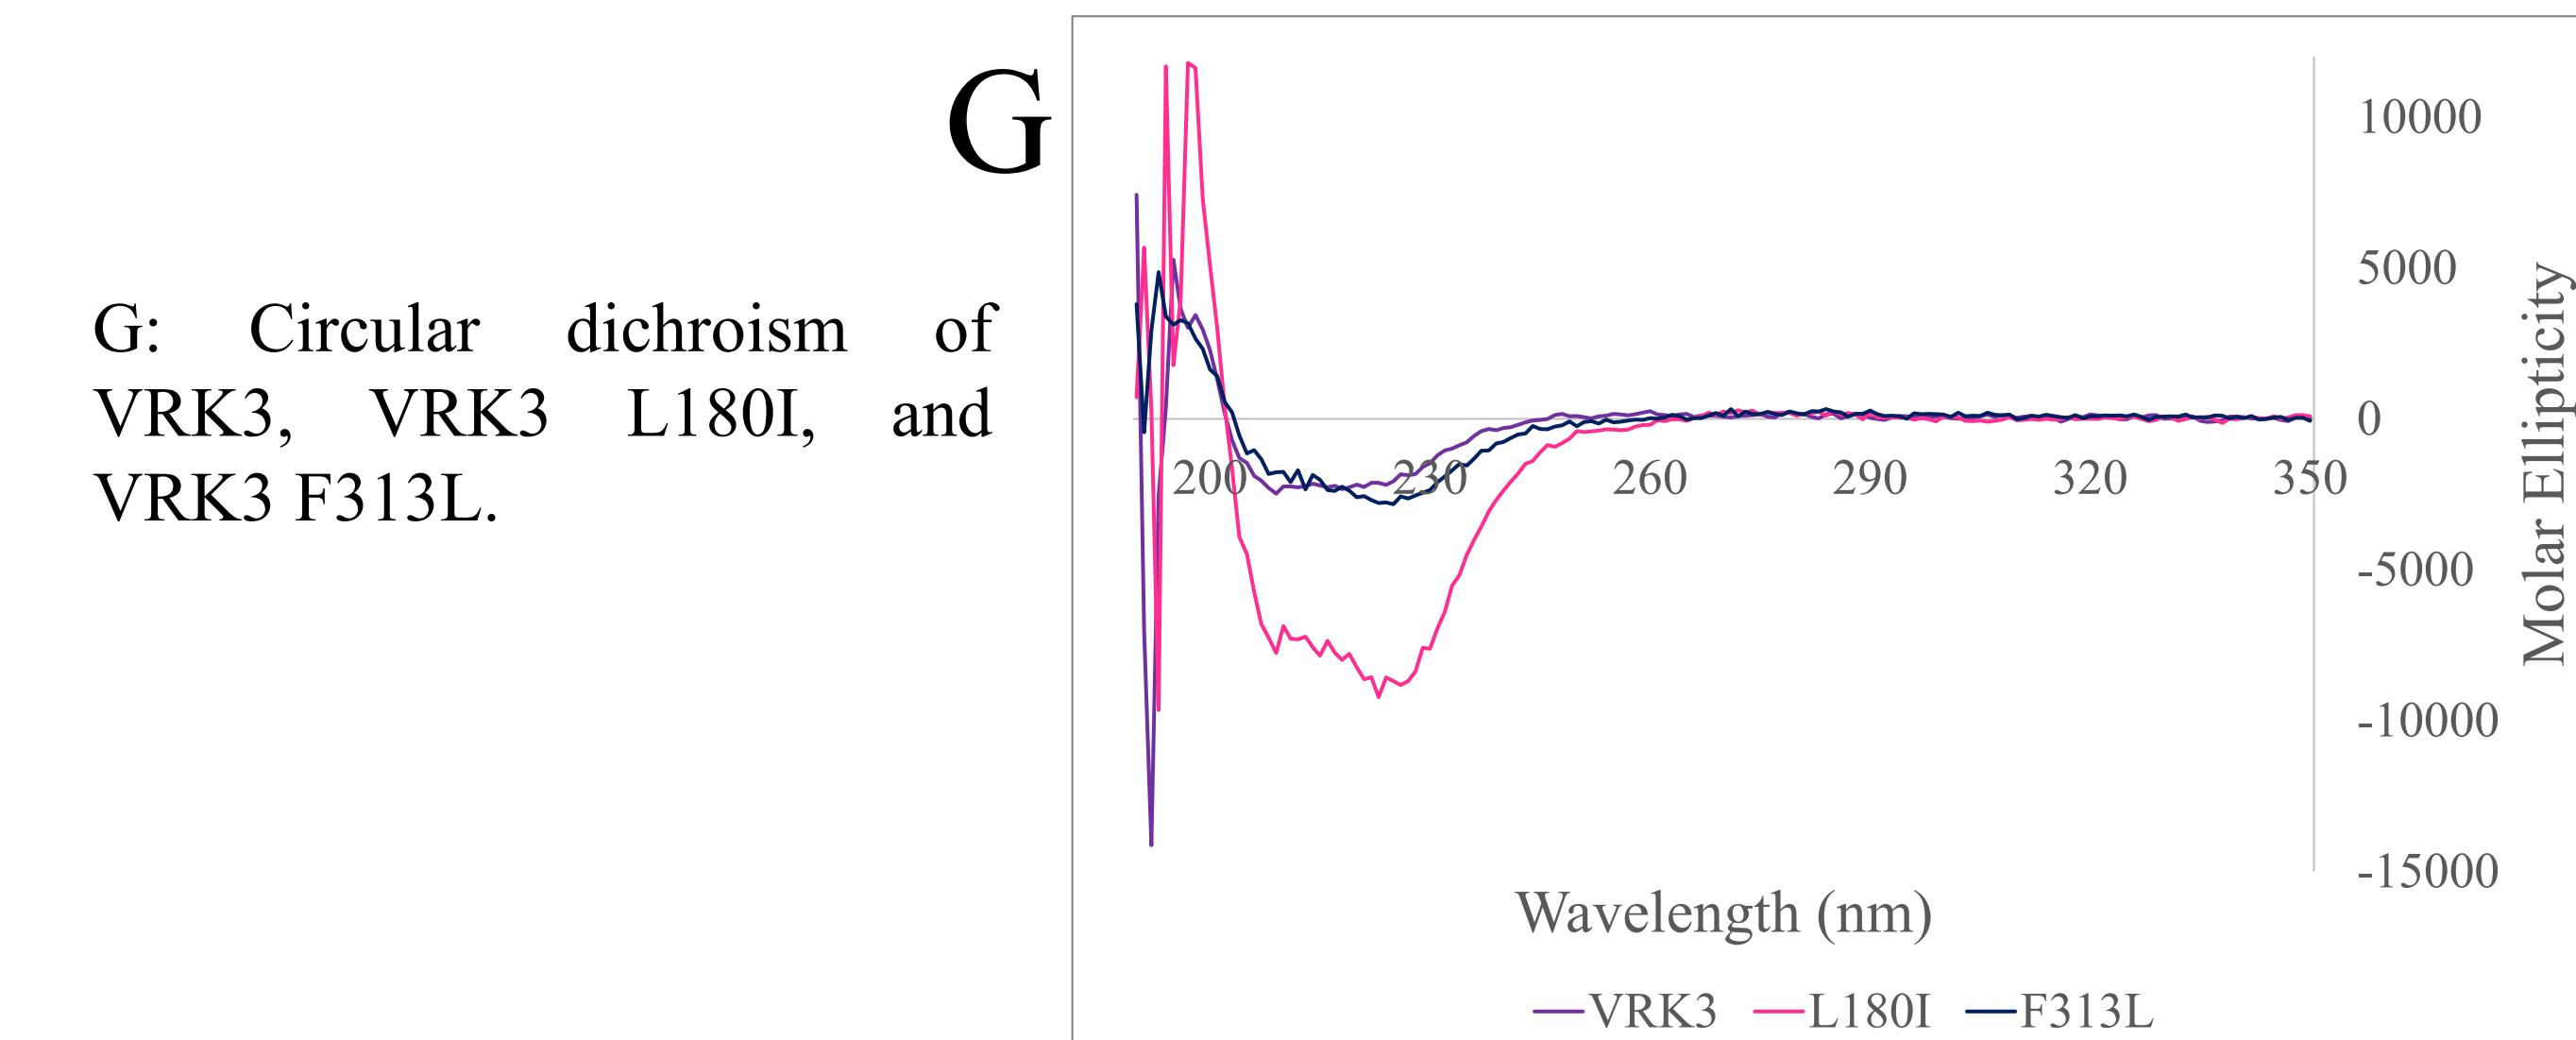 G
G: Circular dichroism of
VRK3, VRK3 L180I, and
VRK3 F313L.
10000
5000
0
-5000
-10000
-15000
Molar Ellipticity
200 230 260 290 320 350
Wavelength (nm)
VRK3 L180I F313L